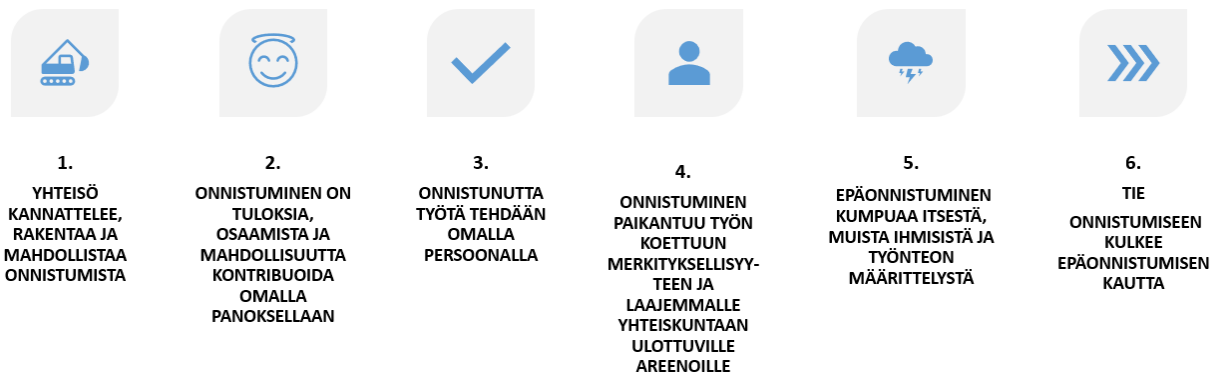 1.
YHTEISÖ
KANNATTELEE,
RAKENTAA JA
MAHDOLLISTAA
ONNISTUMISTA
2.
ONNISTUMINEN ON
TULOKSIA,
OSAAMISTA JA
MAHDOLLISUUTTA
KONTRIBUOIDA
OMALLA
PANOKSELLAAN
3.
ONNISTUNUTTA
TYÖTÄ TEHDÄÄN
OMALLA
PERSOONALLA
4.
ONNISTUMINEN
PAIKANTUU TYÖN
KOETTUUN
MERKITYKSELLISYY-
TEEN JA
LAAJEMMALLE
YHTEISKUNTAAN
ULOTTUVILLE
AREENOILLE
5.
EPÄONNISTUMINEN
KUMPUAA ITSESTÄ,
MUISTA IHMISISTÄ JA
TYÖNTEON
MÄÄRITTELYSTÄ
6.
TIE
ONNISTUMISEEN
KULKEE
EPÄONNISTUMISEN
KAUTTA